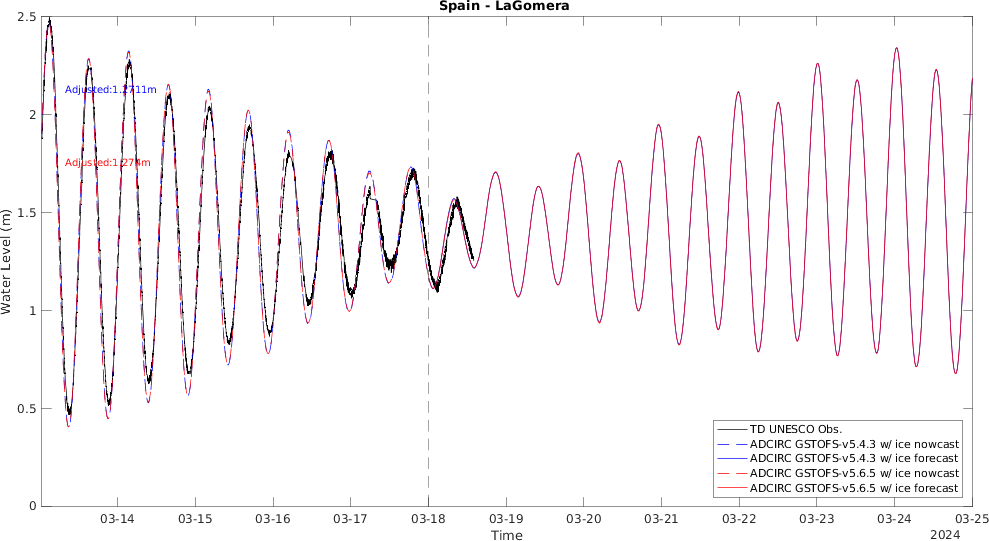 Spain - LaGomera
2.5
2
1.5
1
0.5
0
Water Level (m)
Adjusted:1.2711m
Adjusted:1.274m
TD UNESCO Obs.
ADCIRC GSTOFS-v5.4.3 w/ ice nowcast
ADCIRC GSTOFS-v5.4.3 w/ ice forecast
ADCIRC GSTOFS-v5.6.5 w/ ice nowcast
ADCIRC GSTOFS-v5.6.5 w/ ice forecast
03-14 03-15 03-16 03-17 03-18 03-19 03-20 03-21 03-22 03-23 03-24 03-25
Time
2024